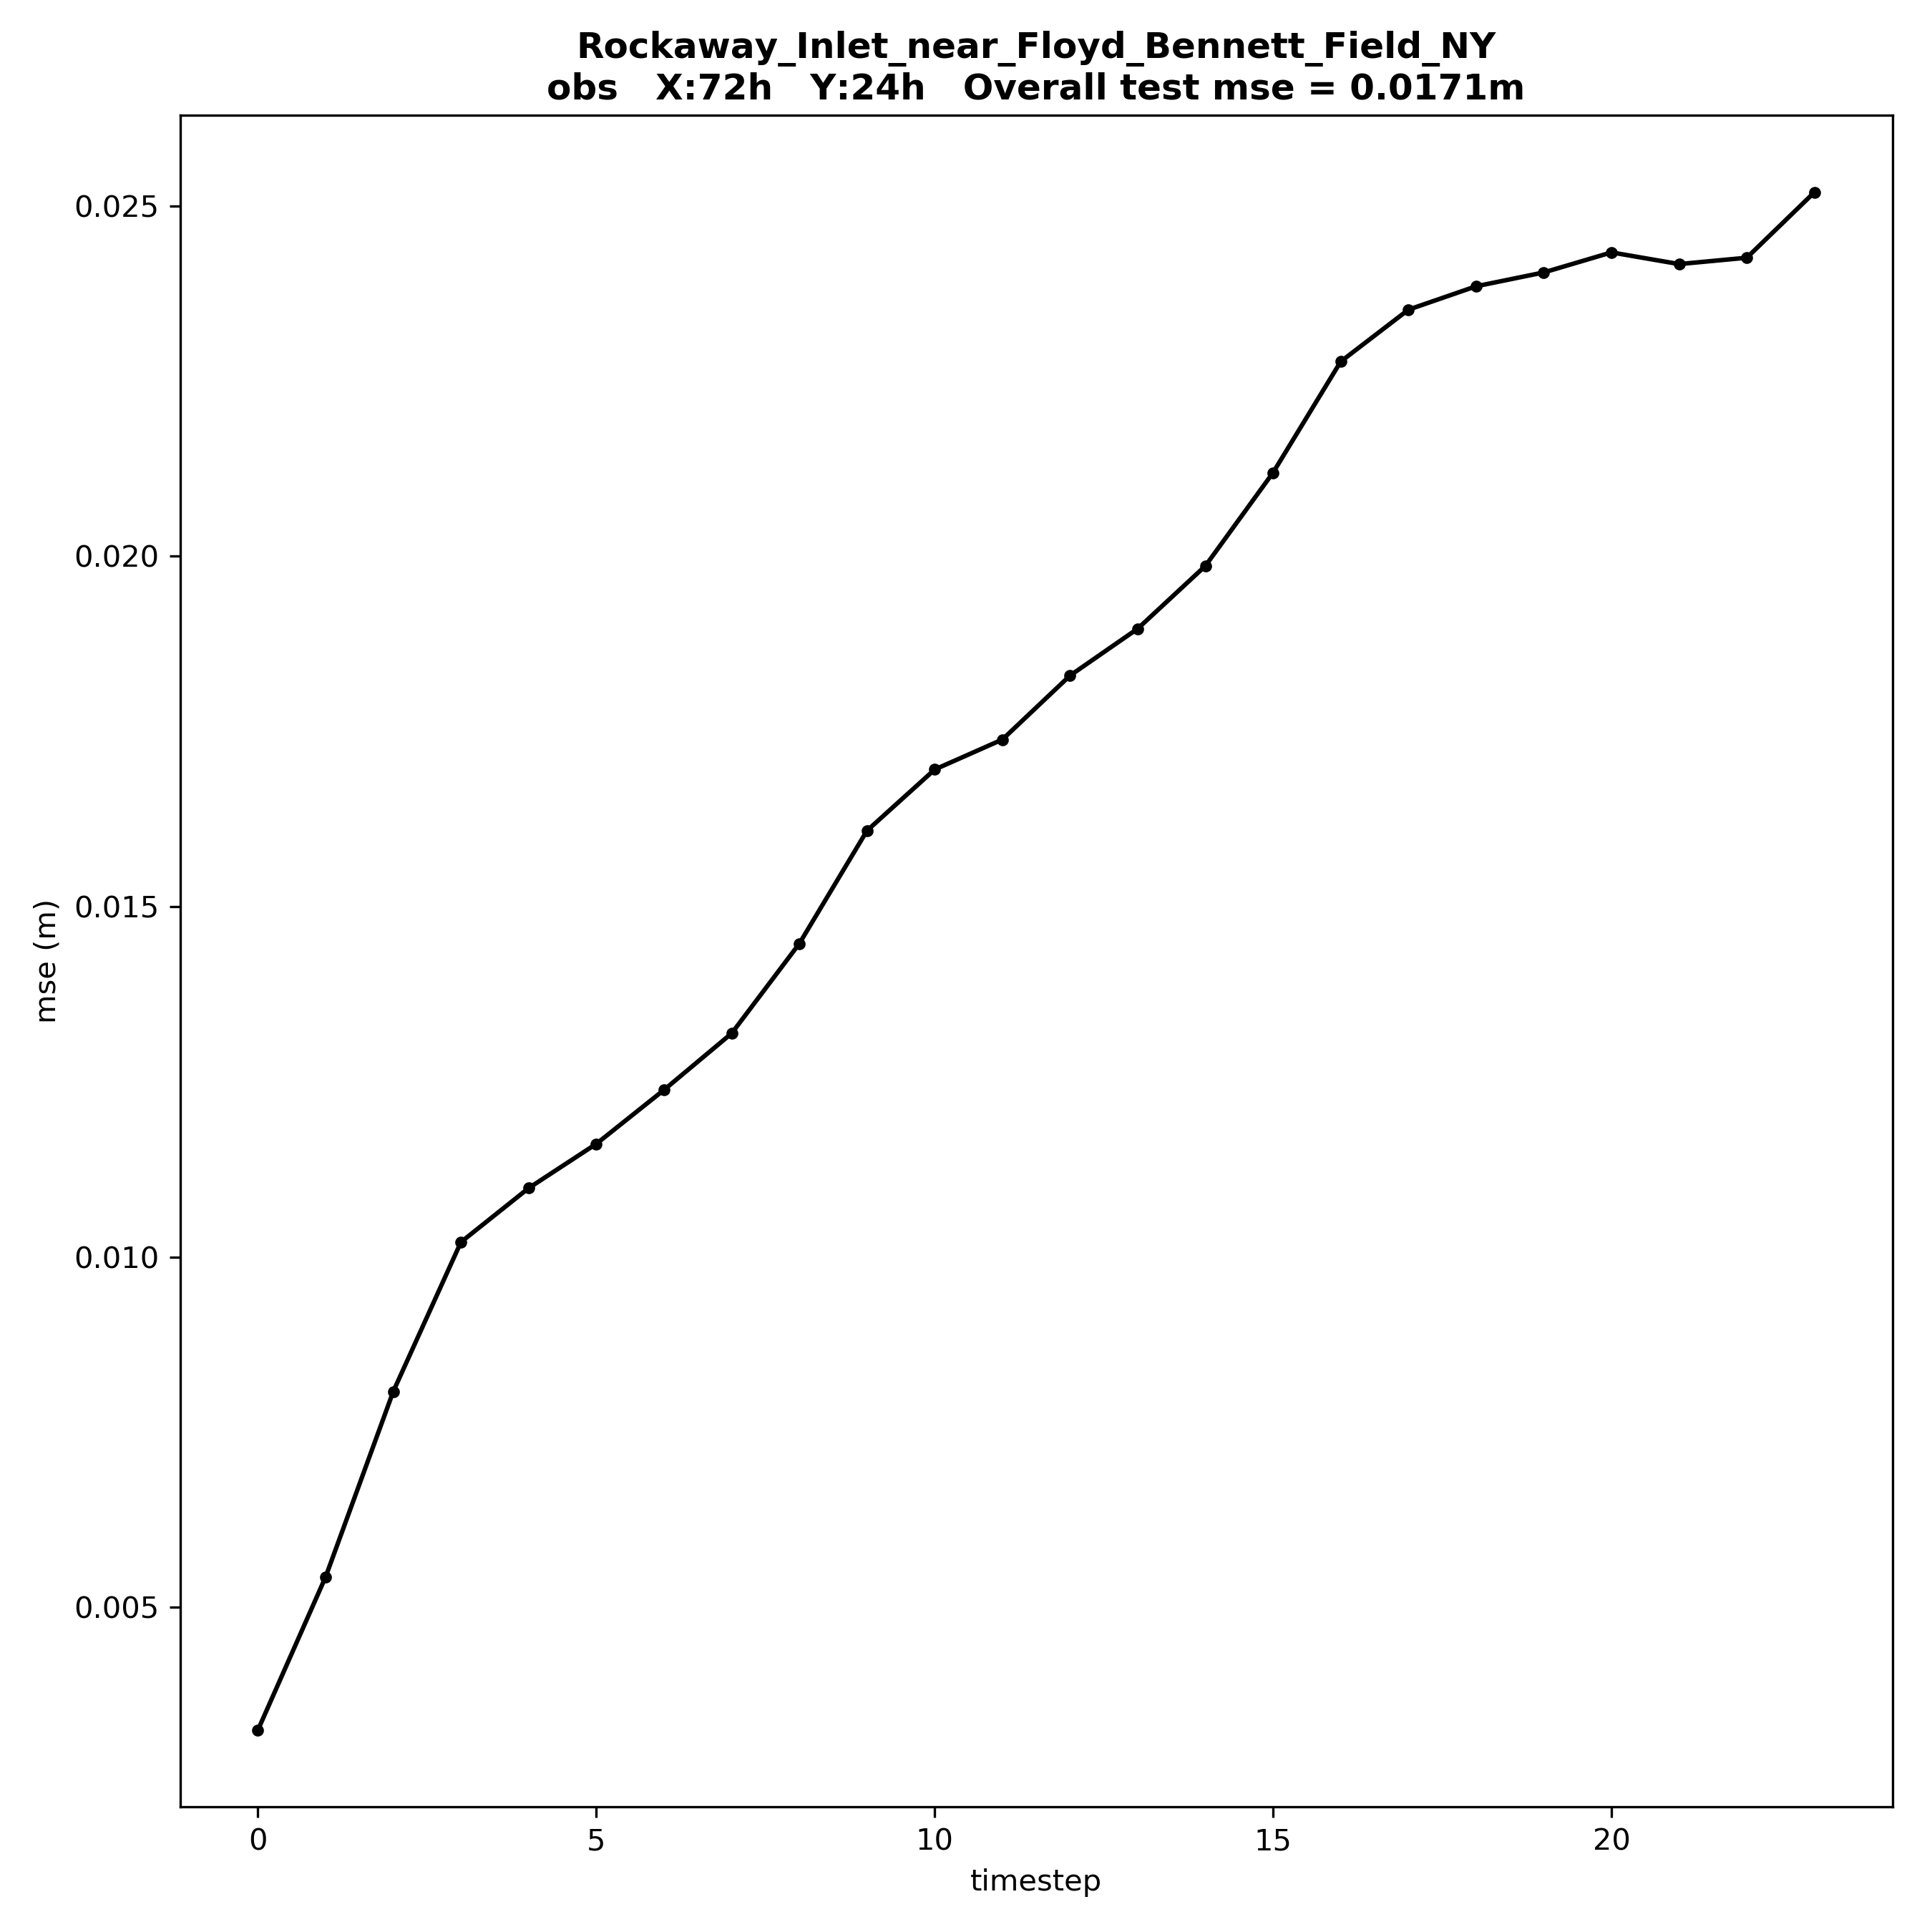 Rockaway_Inlet_near_Floyd_Bennett_Field_NY
obs   X:72h   Y:24h   Overall test mse = 0.0171m
0.025
0.020
0.015
0.010
0.005
mse (m)
0 5 10 15 20
timestep